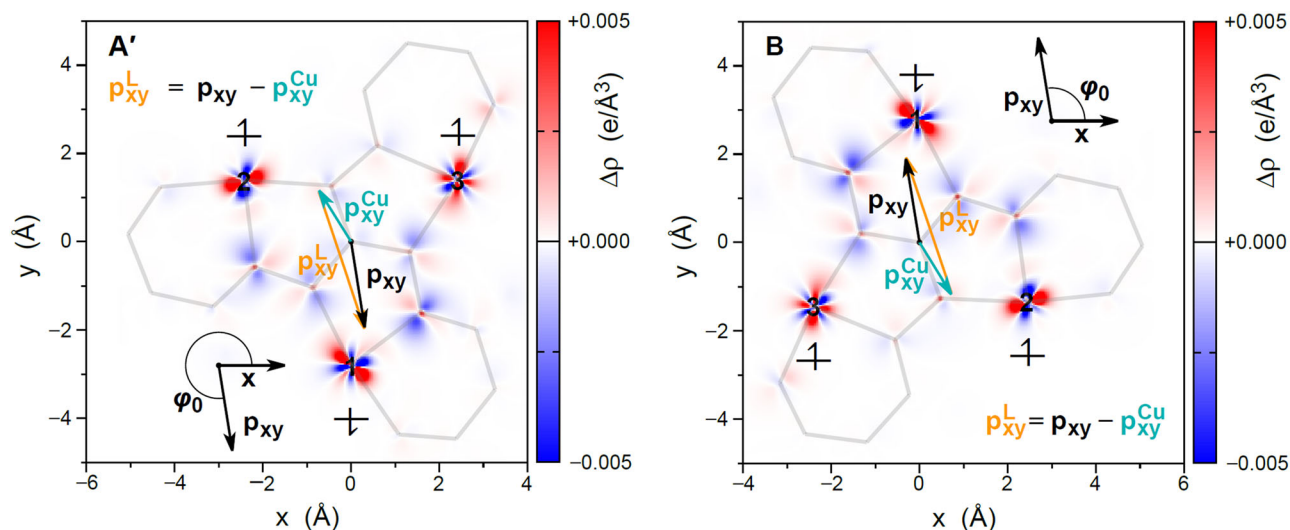 A′
p^L_xy = p_xy − p^Cu_xy
2
3
1
p^Cu_xy
p^L_xy
p_xy
x
φ0
p_xy
4
2
0
−2
−4
y (Å)
−6 −4 −2 0 2 4 6
x (Å)
+0.005
+0.000
−0.005
Δρ (e/Å³)
B
p_xy
φ0
x
1
p_xy
p^L_xy
p^Cu_xy
3
2
p^L_xy = p_xy − p^Cu_xy
4
2
0
−2
−4
y (Å)
−4 −2 0 2 4 6
x (Å)
+0.005
+0.000
−0.005
Δρ (e/Å³)